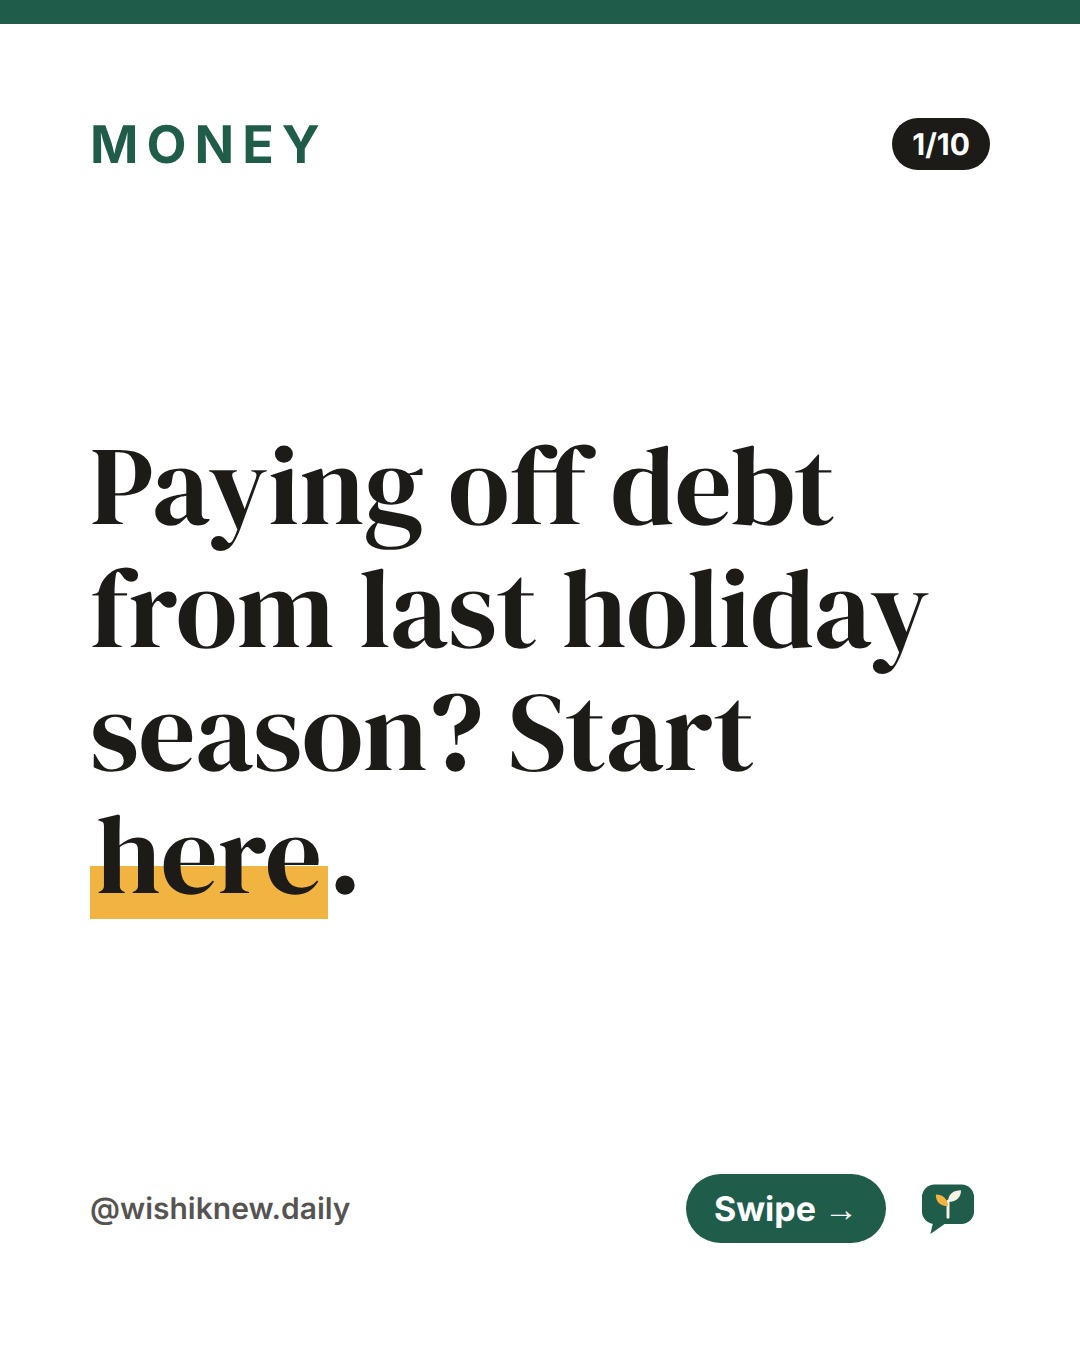 MONEY
1/10
Paying off debt
from last holiday
season? Start
here.
@wishiknew.daily
Swipe →